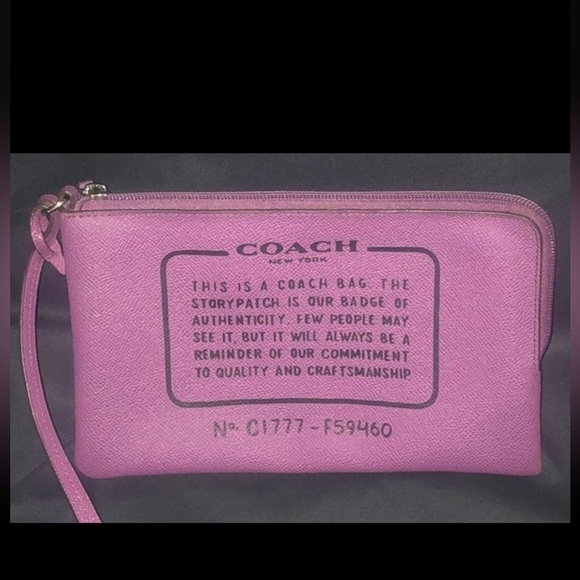 COACH
NEW YORK
THIS IS A COACH BAG. THE
STORYPATCH IS OUR BADGE OF
AUTHENTICITY. FEW PEOPLE MAY
SEE IT, BUT IT WILL ALWAYS BE A
REMINDER OF OUR COMMITMENT
TO QUALITY AND CRAFTSMANSHIP
No. C1777-F59460